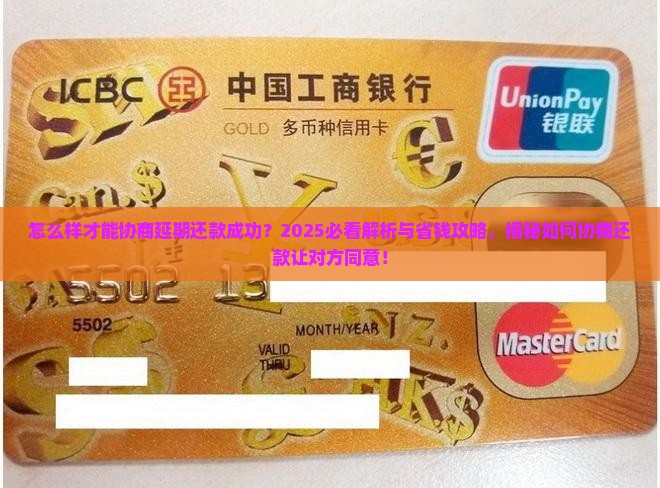 ICBC 中国工商银行
GOLD 多币种信用卡
UnionPay
银联
Can.$
¥
€
怎么样才能协商延期还款成功？2025必看解析与省钱攻略，揭秘如何协商还
款让对方同意！
5502 13
5502
MONTH/YEAR
VALID
THRU
N.Z.
HK$
MasterCard